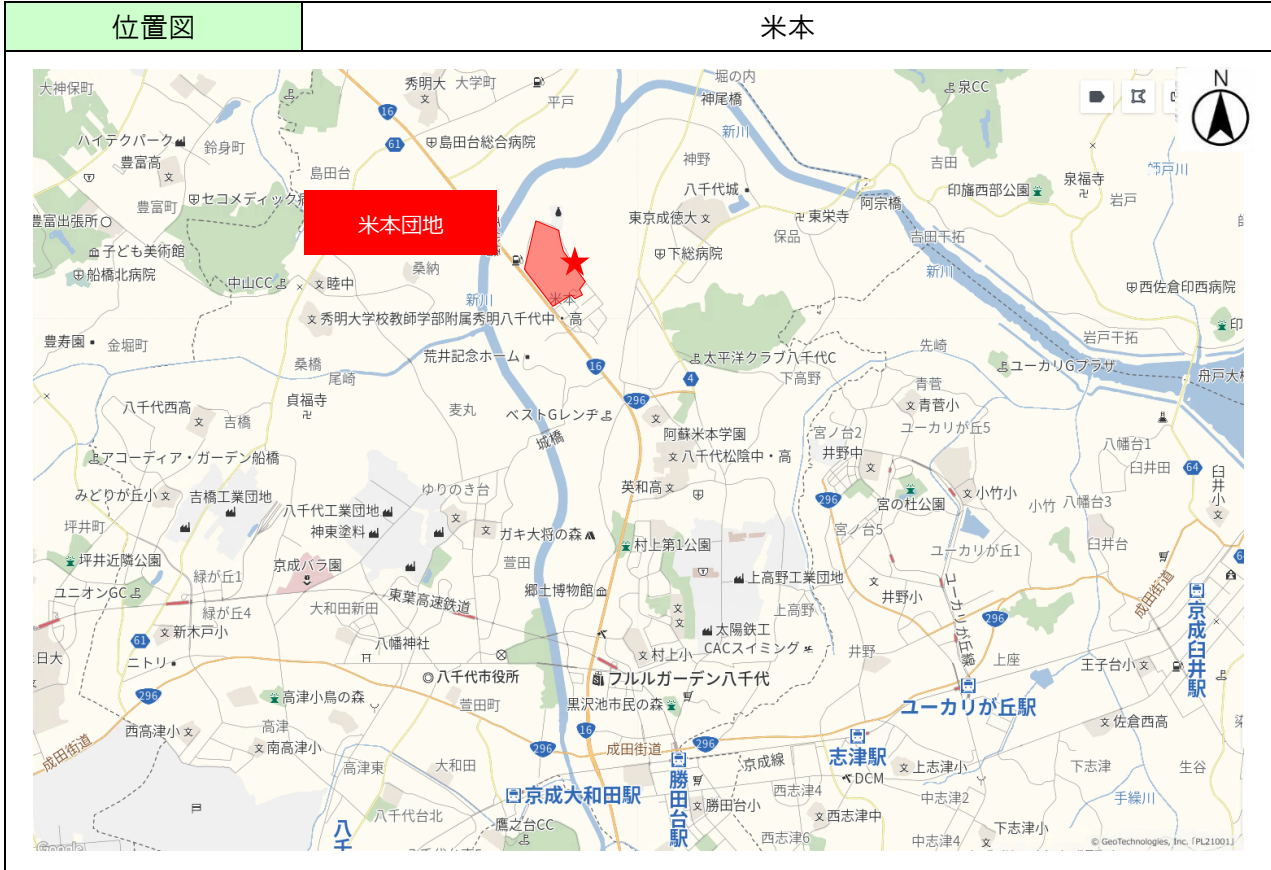 位置図
米本
大神保町
秀明大
大学町
平戸
堀の内
神尾橋
泉CC
N
16
新川
ハイテクパーク
鈴身町
61
島田台総合病院
豊富高
島田台
神野
吉田
師戸川
泉福寺
セコメディック
豊富町
八千代城
印旛西部公園
岩戸
豊富出張所
米本団地
東京成徳大
東栄寺
阿宗橋
保品
吉田干拓
子ども美術館
下総病院
船橋北病院
桑納
新川
中山CC
睦中
新川
米本
西佐倉印西病院
秀明大学校教師学部附属秀明八千代中・高
印
豊寿園
金堀町
荒井記念ホーム
太平洋クラブ八千代C
先崎
岩戸干拓
桑橋
16
4
下高野
ユーカリGプラザ
舟戸大
尾崎
青菅
八千代西高
貞福寺
麦丸
296
青菅小
吉橋
ベストGレンヂ
阿蘇米本学園
宮ノ台2
ユーカリが丘5
城橋
井野中
八幡台1
アコーディア・ガーデン船橋
八千代松陰中・高
臼井田
64
みどりが丘小
吉橋工業団地
ゆりのき台
英和高
296
宮の杜公園
小竹小
臼井小
八千代工業団地
小竹
八幡台3
坪井町
神東塗料
ガキ大将の森
宮ノ台5
村上第1公園
臼井台
坪井近隣公園
京成バラ園
萱田
ユーカリが丘1
緑が丘1
上高野工業団地
ユニオンGC
東葉高速鉄道
郷土博物館
井野小
成田街道
緑が丘4
大和田新田
上高野
ユーカリが丘線
296
京成臼井駅
61
新木戸小
太陽鉄工
八幡神社
CACスイミング
日大
ニトリ
村上小
井野
上座
王子台小
八千代市役所
フルルガーデン八千代
296
高津小鳥の森
萱田町
黒沢池市民の森
ユーカリが丘駅
西高津小
高津
16
佐倉西高
成田街道
南高津小
296
成田街道
296
志津駅
高津東
大和田
京成線
DCM
上志津小
下志津
生谷
勝田台駅
西志津4
京成大和田駅
中志津2
手繰川
八千代台北
勝田台小
西志津中
八千
鷹之台CC
下志津小
西志津6
中志津4
Google
© GeoTechnologies, Inc. [PL21001]